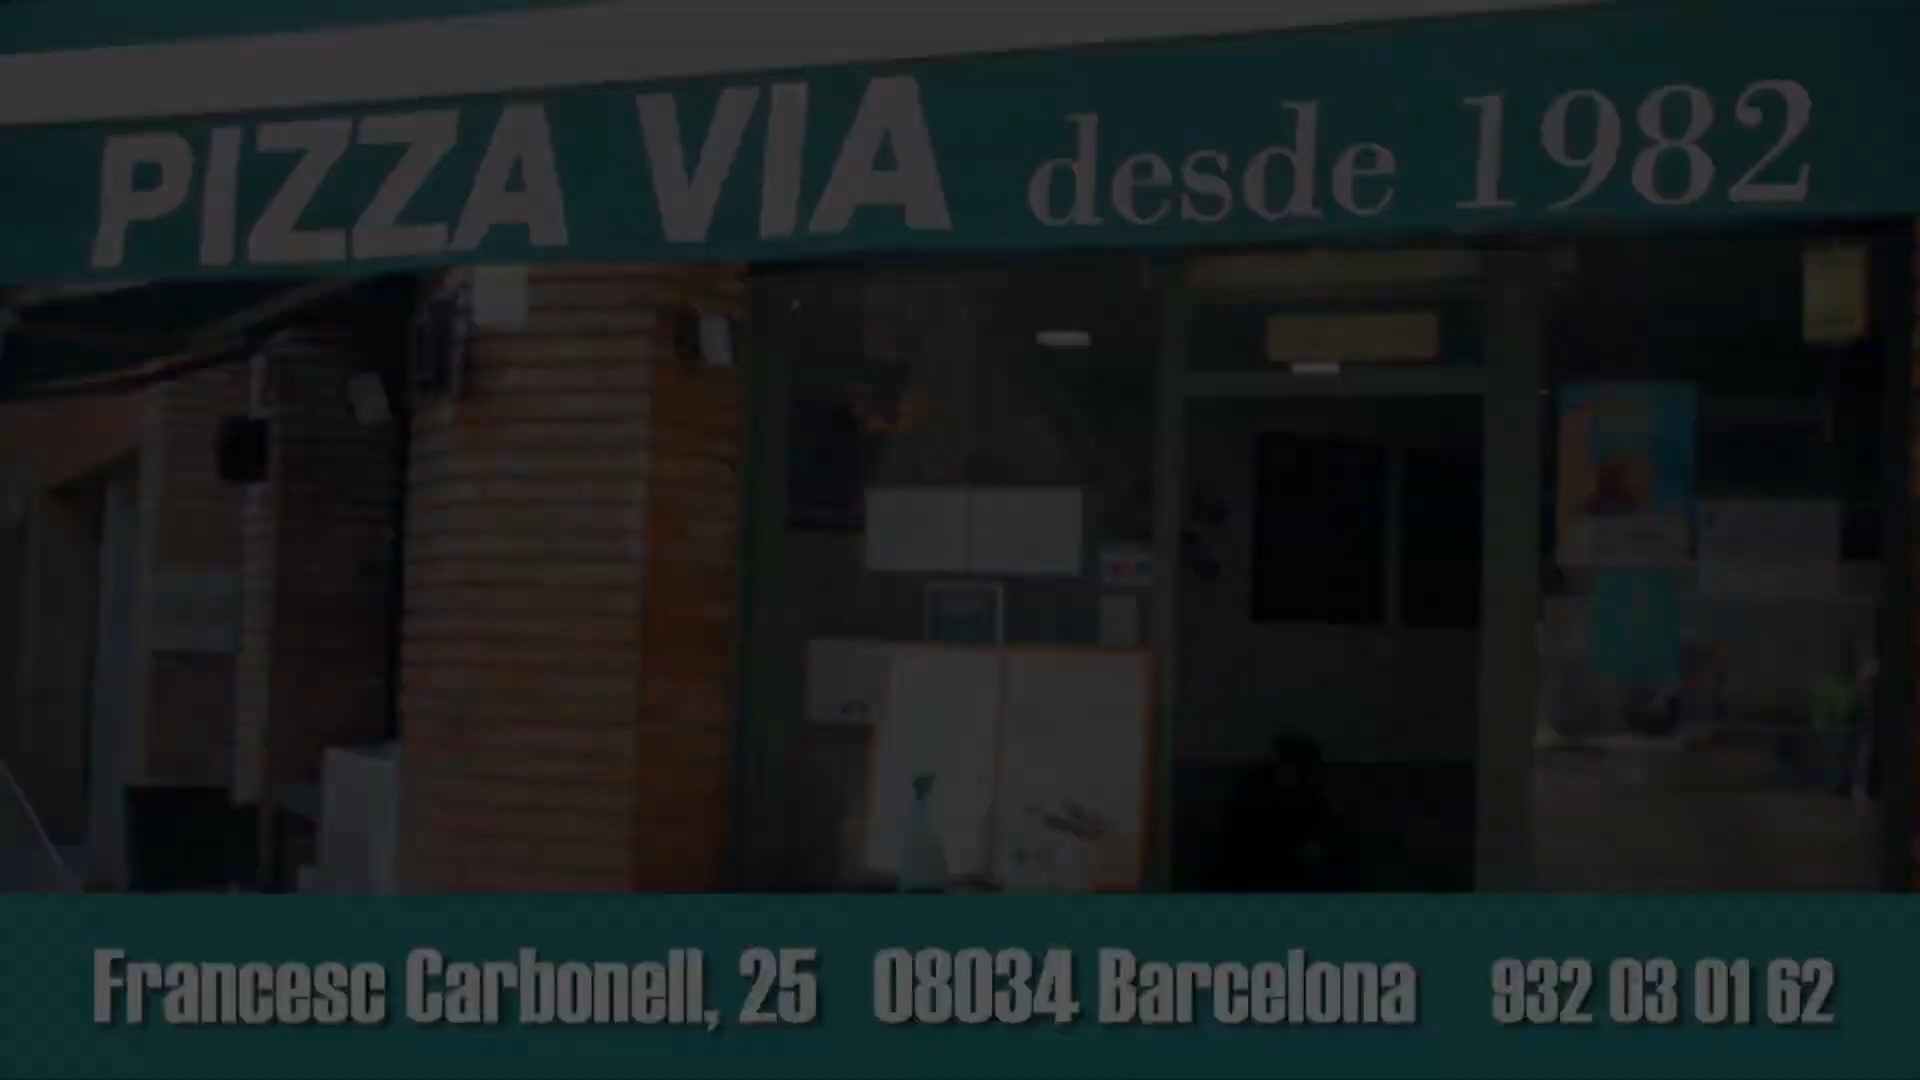 PIZZA VIA desde 1982
Francesc Carbonell, 25 08034 Barcelona 932 03 01 62